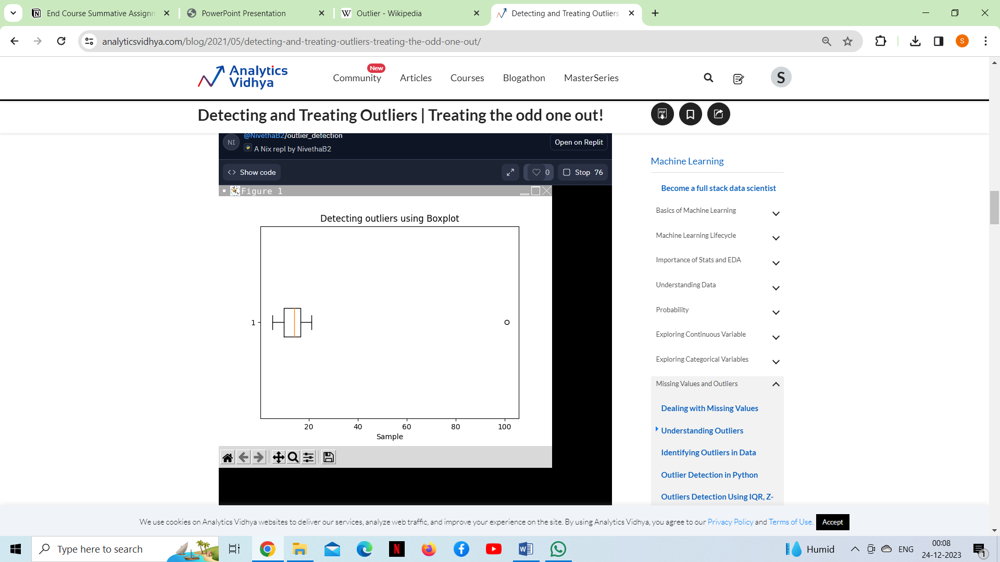 End Course Summative Assignm
PowerPoint Presentation
W Outlier - Wikipedia
Detecting and Treating Outliers
analyticsvidhya.com/blog/2021/05/detecting-and-treating-outliers-treating-the-odd-one-out/
S
Analytics
Vidhya
New
Community
Articles
Courses
Blogathon
MasterSeries
S
Detecting and Treating Outliers | Treating the odd one out!
PDF
NI
@NivethaB2/outlier_detection
A Nix repl by NivethaB2
Open on Replit
<> Show code
0
Stop 76
Figure 1
Detecting outliers using Boxplot
1
20 40 60 80 100
Sample
Machine Learning
Become a full stack data scientist
Basics of Machine Learning
Machine Learning Lifecycle
Importance of Stats and EDA
Understanding Data
Probability
Exploring Continuous Variable
Exploring Categorical Variables
Missing Values and Outliers
Dealing with Missing Values
Understanding Outliers
Identifying Outliers in Data
Outlier Detection in Python
Outliers Detection Using IQR, Z-
We use cookies on Analytics Vidhya websites to deliver our services, analyze web traffic, and improve your experience on the site. By using Analytics Vidhya, you agree to our Privacy Policy and Terms of Use. Accept
Type here to search
N
Humid
ENG
00:08
24-12-2023
1